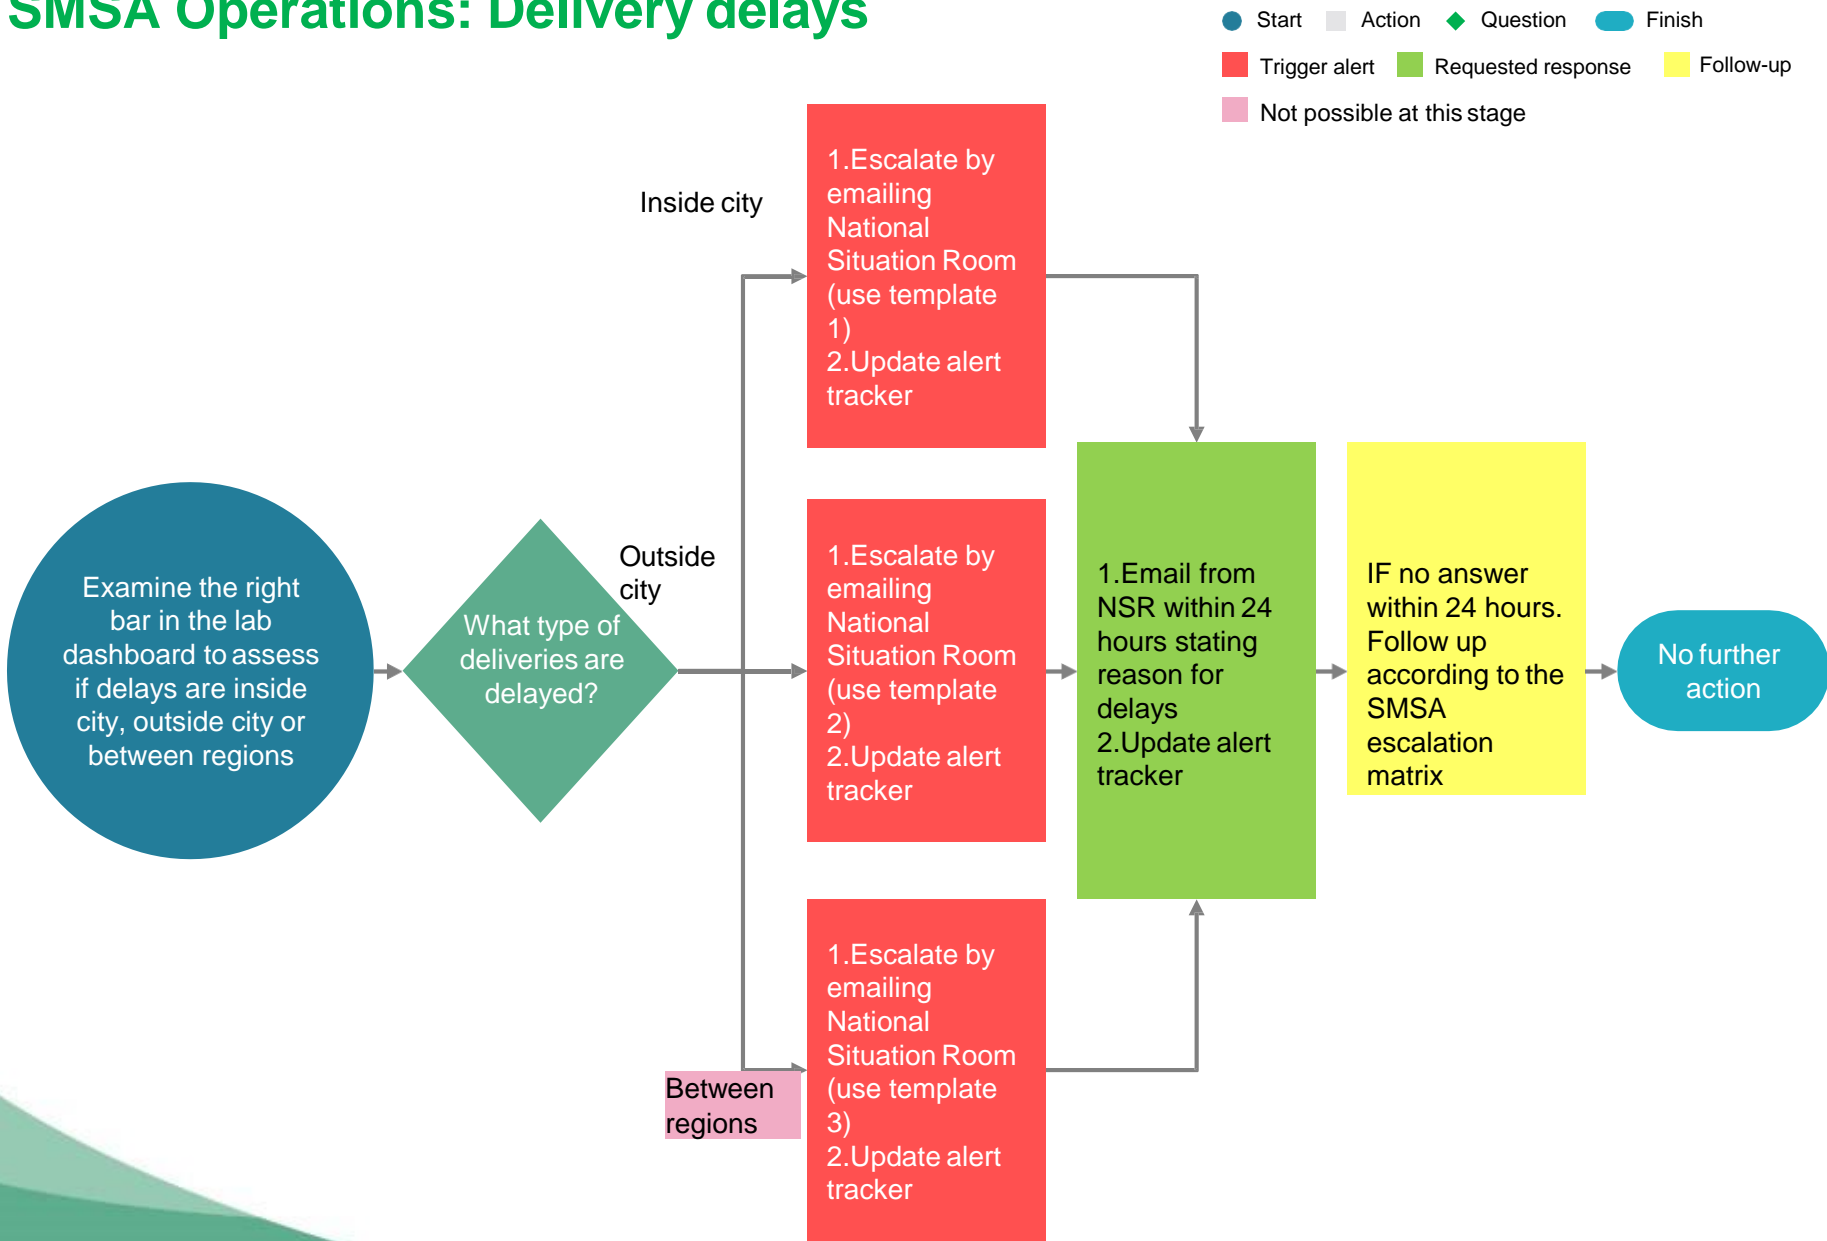 SMSA Operations: Delivery delays
Start
Action
Question
Finish
Trigger alert
Requested response
Follow-up
Not possible at this stage
Examine the right
bar in the lab
dashboard to assess
if delays are inside
city, outside city or
between regions
What type of
deliveries are
delayed?
Inside city
1.Escalate by
emailing
National
Situation Room
(use template
1)
2.Update alert
tracker
Outside
city
1.Escalate by
emailing
National
Situation Room
(use template
2)
2.Update alert
tracker
Between
regions
1.Escalate by
emailing
National
Situation Room
(use template
3)
2.Update alert
tracker
1.Email from
NSR within 24
hours stating
reason for
delays
2.Update alert
tracker
IF no answer
within 24 hours.
Follow up
according to the
SMSA
escalation
matrix
No further
action